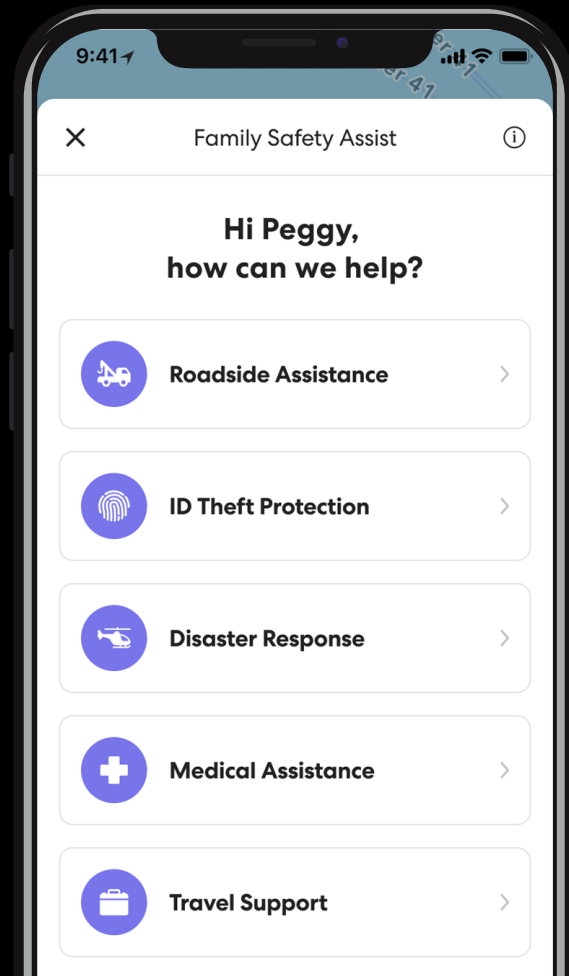 9:41
Family Safety Assist
Hi Peggy,
how can we help?
Roadside Assistance
ID Theft Protection
Disaster Response
Medical Assistance
Travel Support